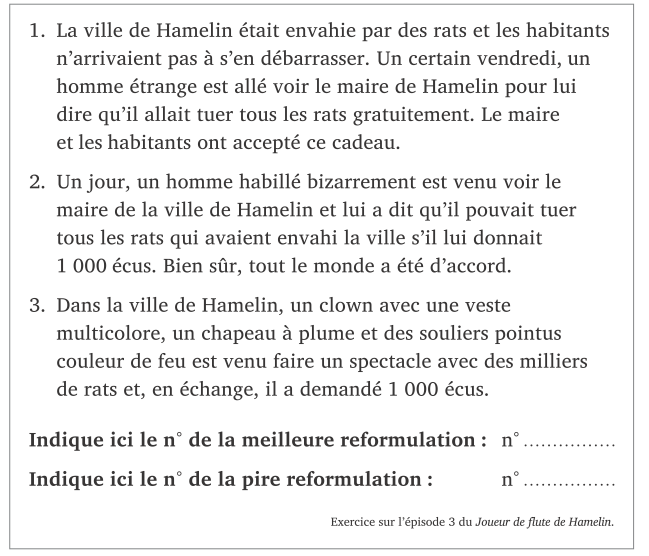 1. La ville de Hamelin était envahie par des rats et les habitants
n’arrivaient pas à s’en débarrasser. Un certain vendredi, un
homme étrange est allé voir le maire de Hamelin pour lui
dire qu’il allait tuer tous les rats gratuitement. Le maire
et les habitants ont accepté ce cadeau.
2. Un jour, un homme habillé bizarrement est venu voir le
maire de la ville de Hamelin et lui a dit qu’il pouvait tuer
tous les rats qui avaient envahi la ville s’il lui donnait
1 000 écus. Bien sûr, tout le monde a été d’accord.
3. Dans la ville de Hamelin, un clown avec une veste
multicolore, un chapeau à plume et des souliers pointus
couleur de feu est venu faire un spectacle avec des milliers
de rats et, en échange, il a demandé 1 000 écus.
Indique ici le n° de la meilleure reformulation : n° ................
Indique ici le n° de la pire reformulation : n° ................
Exercice sur l’épisode 3 du Joueur de flute de Hamelin.